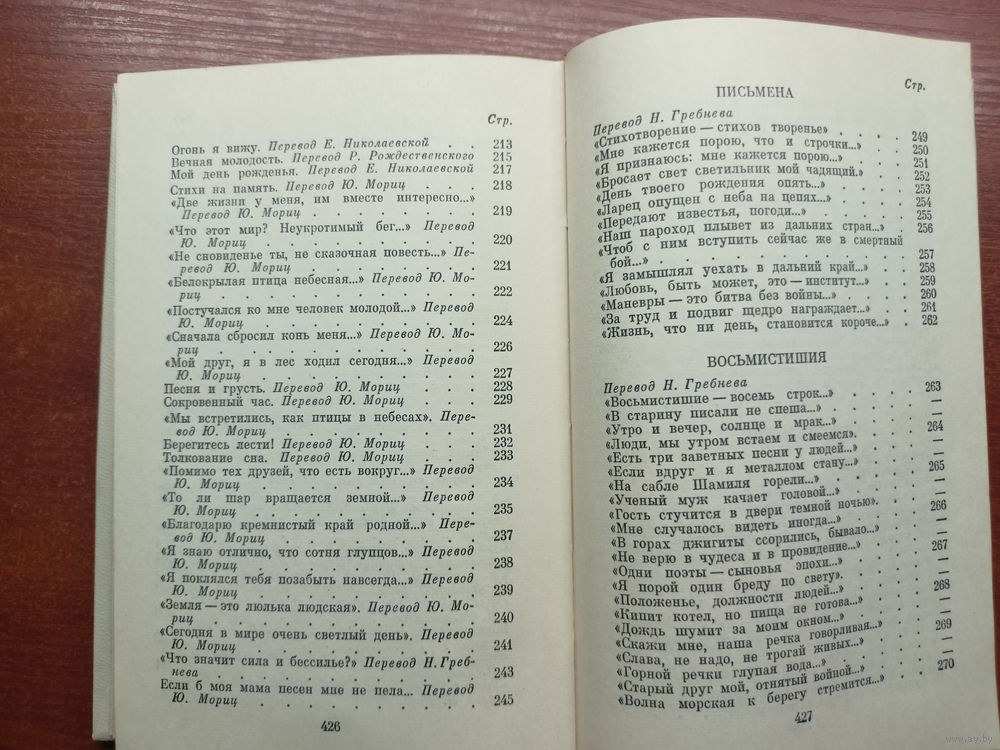 Стр.
Огонь я вижу. Перевод Е. Николаевской . . 213
Вечная молодость. Перевод Р. Рождественского 215
Мой день рожденья. Перевод Е. Николаевской 217
Стихи на память. Перевод Ю. Мориц . . . 218
«Две жизни у меня, им вместе интересно...»
Перевод Ю. Мориц . . . . . . . . 219
«Что этот мир? Неукротимый бег...» Перевод
Ю. Мориц . . . . . . . . . . . 220
«Не сновиденье ты, не сказочная повесть...» Пе-
ревод Ю. Мориц . . . . . . . . . 221
«Белокрылая птица небесная...» Перевод Ю. Мо-
риц . . . . . . . . . . . . . 222
«Постучался ко мне человек молодой...» Перевод
Ю. Мориц . . . . . . . . . . . 224
«Сначала сбросил конь меня...» Перевод Ю. Мо-
риц . . . . . . . . . . . . . 226
«Мой друг, я в лес ходил сегодня...» Перевод
Ю. Мориц . . . . . . . . . . . 227
Песня и грусть. Перевод Ю. Мориц . . . 228
Сокровенный час. Перевод Ю. Мориц . . . 229
«Мы встретились, как птицы в небесах». Пере-
вод Ю. Мориц . . . . . . . . . . 231
Берегитесь лести! Перевод Ю. Мориц . . . 232
Толкование сна. Перевод Ю. Мориц . . . 233
«Помимо тех друзей, что есть вокруг...» Перевод
Ю. Мориц . . . . . . . . . . . 234
«То ли шар вращается земной...» Перевод
Ю. Мориц . . . . . . . . . . . 235
«Благодарю кремнистый край родной...» Пере-
вод Ю. Мориц . . . . . . . . . . 237
«Я знаю отлично, что сотня глупцов...» Перевод
Ю. Мориц . . . . . . . . . . . 238
«Я поклялся тебя позабыть навсегда...» Перевод
Ю. Мориц . . . . . . . . . . . 239
«Земля — это люлька людская». Перевод Ю. Мо-
риц . . . . . . . . . . . . . 240
«Сегодня в мире очень светлый день». Перевод
Ю. Мориц . . . . . . . . . . . 241
«Что значит сила и бессилье?» Перевод Н. Греб-
нева . . . . . . . . . . . . . 243
Если б моя мама песен мне не пела... Перевод
Ю. Мориц . . . . . . . . . . . 245
426
Стр.
ПИСЬМЕНА
Перевод Н. Гребнева
«Стихотворение — стихов творенье» . . . . 249
«Мне кажется порою, что и строчки...» . . 250
«Я признаюсь: мне кажется порою...» . . . 251
«Бросает свет светильник мой чадящий.» . . 252
«День твоего рождения опять...» . . . . 253
«Ларец опущен с неба на цепях...» . . . . 254
«Передают известья, погоди...» . . . . . 255
«Наш пароход плывет из дальних стран...» . 256
«Чтоб с ним вступить сейчас же в смертный
бой...» . . . . . . . . . . . . 257
«Я замышлял уехать в дальний край...» . . 258
«Любовь, быть может, это — институт...» . . 259
«Маневры — это битва без войны...» . . . 260
«За труд и подвиг щедро награждает...» . . 261
«Жизнь, что ни день, становится короче...» . 262
ВОСЬМИСТИШИЯ
Перевод Н. Гребнева
«Восьмистишие — восемь строк...» . . . . 263
«В старину писали не спеша...» . . . . . —
«Утро и вечер, солнце и мрак...» . . . . —
«Люди, мы утром встаем и смеемся». . . . 264
«Есть три заветных песни у людей...» . . . —
«Если вдруг и я металлом стану...» . . . —
«На сабле Шамиля горели...» . . . . . 265
«Ученый муж качает головой...» . . . . —
«Гость стучится в двери темной ночью». . . —
«Мне случалось видеть иногда...» . . . . 266
«В горах джигиты ссорились, бывало...» . . —
«Не верю в чудеса и в провидение...» . . . —
«Одни поэты — сыновья эпохи...» . . . . 267
«Я порой один бреду по свету». . . . . —
«Положенье, должности людей...» . . . . —
«Кипит котел, но пища не готова...» . . . 268
«Дождь шумит за моим окном...» . . . . —
«Скажи мне, наша речка говорливая...» . . —
«Слава, не надо, не трогай живых...» . . . 269
«Горной речки глупая вода...» . . . . . —
«Старый друг мой, отнятый войной...» . . . —
«Волна морская к берегу стремится...» . . 270
427
www.ay.by